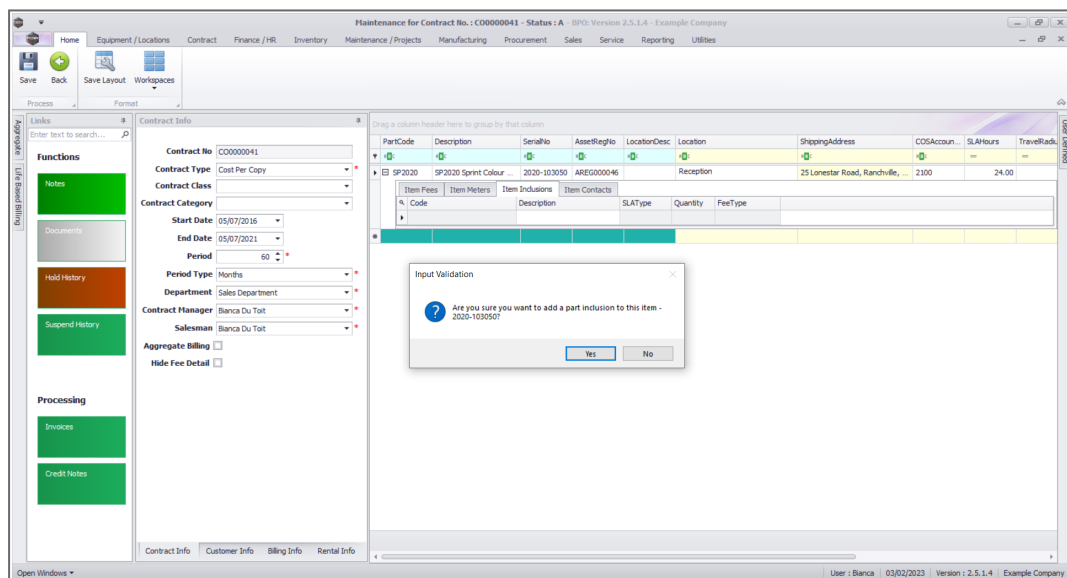 Maintenance for Contract No. : CO0000041 - Status : A - BPO: Version 2.5.1.4 - Example Company
Home Equipment / Locations Contract Finance / HR Inventory Maintenance / Projects Manufacturing Procurement Sales Service Reporting Utilities
Save Back Save Layout Workspaces
Process Format
Aggregate
Life Based Billing
Links
Enter text to search...
Functions
Notes
Documents
Hold History
Suspend History
Processing
Invoices
Credit Notes
Contract Info
Contract No CO0000041
Contract Type Cost Per Copy *
Contract Class
Contract Category
Start Date 05/07/2016
End Date 05/07/2021
Period 60 *
Period Type Months *
Department Sales Department *
Contract Manager Bianca Du Toit *
Salesman Bianca Du Toit *
Aggregate Billing
Hide Fee Detail
Contract Info Customer Info Billing Info Rental Info
Drag a column header here to group by that column
PartCode Description SerialNo AssetRegNo LocationDesc Location ShippingAddress COSAccoun... SLAHours TravelRadiu
SP2020 SP2020 Sprint Colour ... 2020-103050 AREG000046 Reception 25 Lonestar Road, Ranchville, ... 2100 24.00
Item Fees Item Meters Item Inclusions Item Contacts
Code Description SLAType Quantity FeeType
Input Validation
Are you sure you want to add a part inclusion to this item -
2020-103050?
Yes No
User Defined
Open Windows User : Bianca 03/02/2023 Version : 2.5.1.4 Example Company